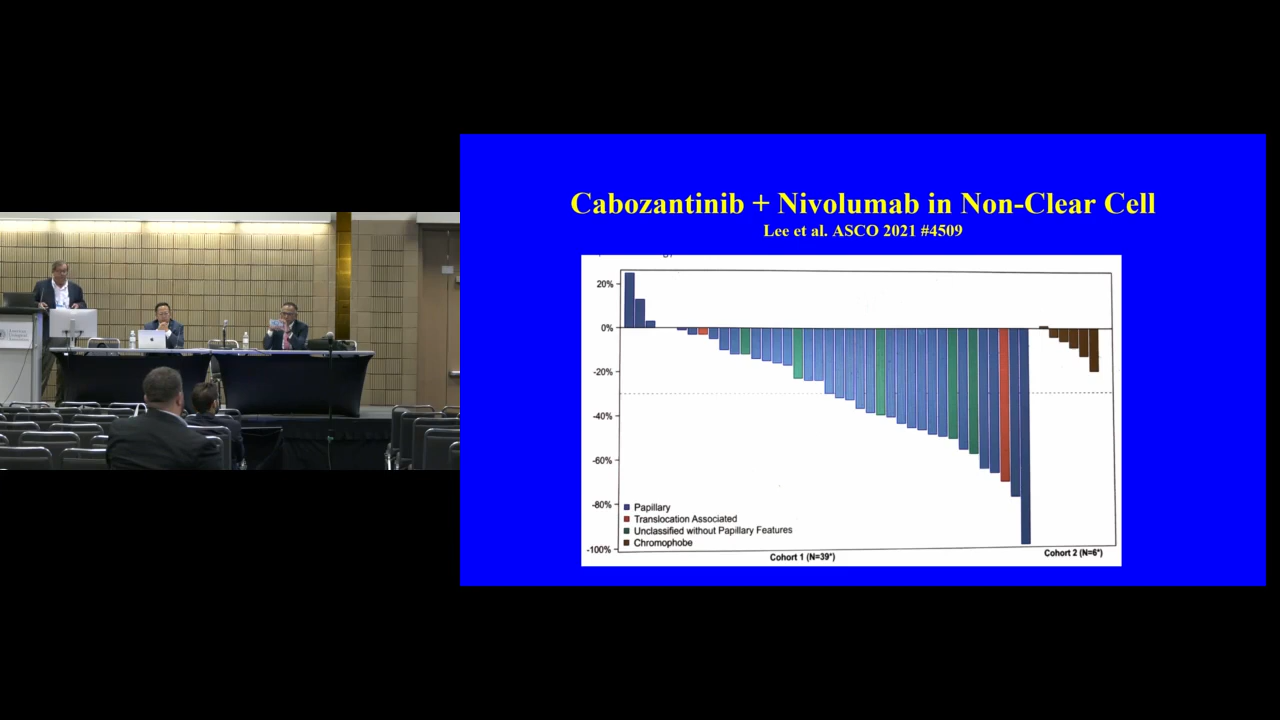 Cabozantinib + Nivolumab in Non-Clear Cell
Lee et al. ASCO 2021 #4509
20%
0%
-20%
-40%
-60%
-80%
-100%
Papillary
Translocation Associated
Unclassified without Papillary Features
Chromophobe
Cohort 1 (N=39*)
Cohort 2 (N=6*)